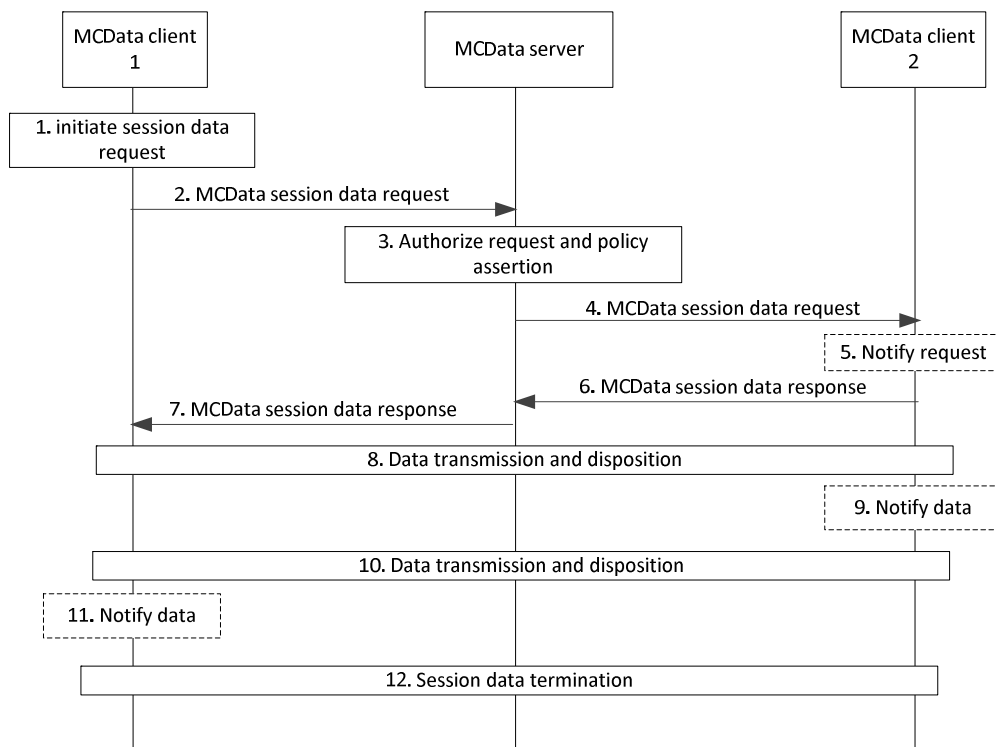 MCData client
1
MCData server
MCData client
2
1. initiate session data
request
2. MCData session data request
3. Authorize request and policy
assertion
4. MCData session data request
5. Notify request
6. MCData session data response
7. MCData session data response
8. Data transmission and disposition
9. Notify data
10. Data transmission and disposition
11. Notify data
12. Session data termination